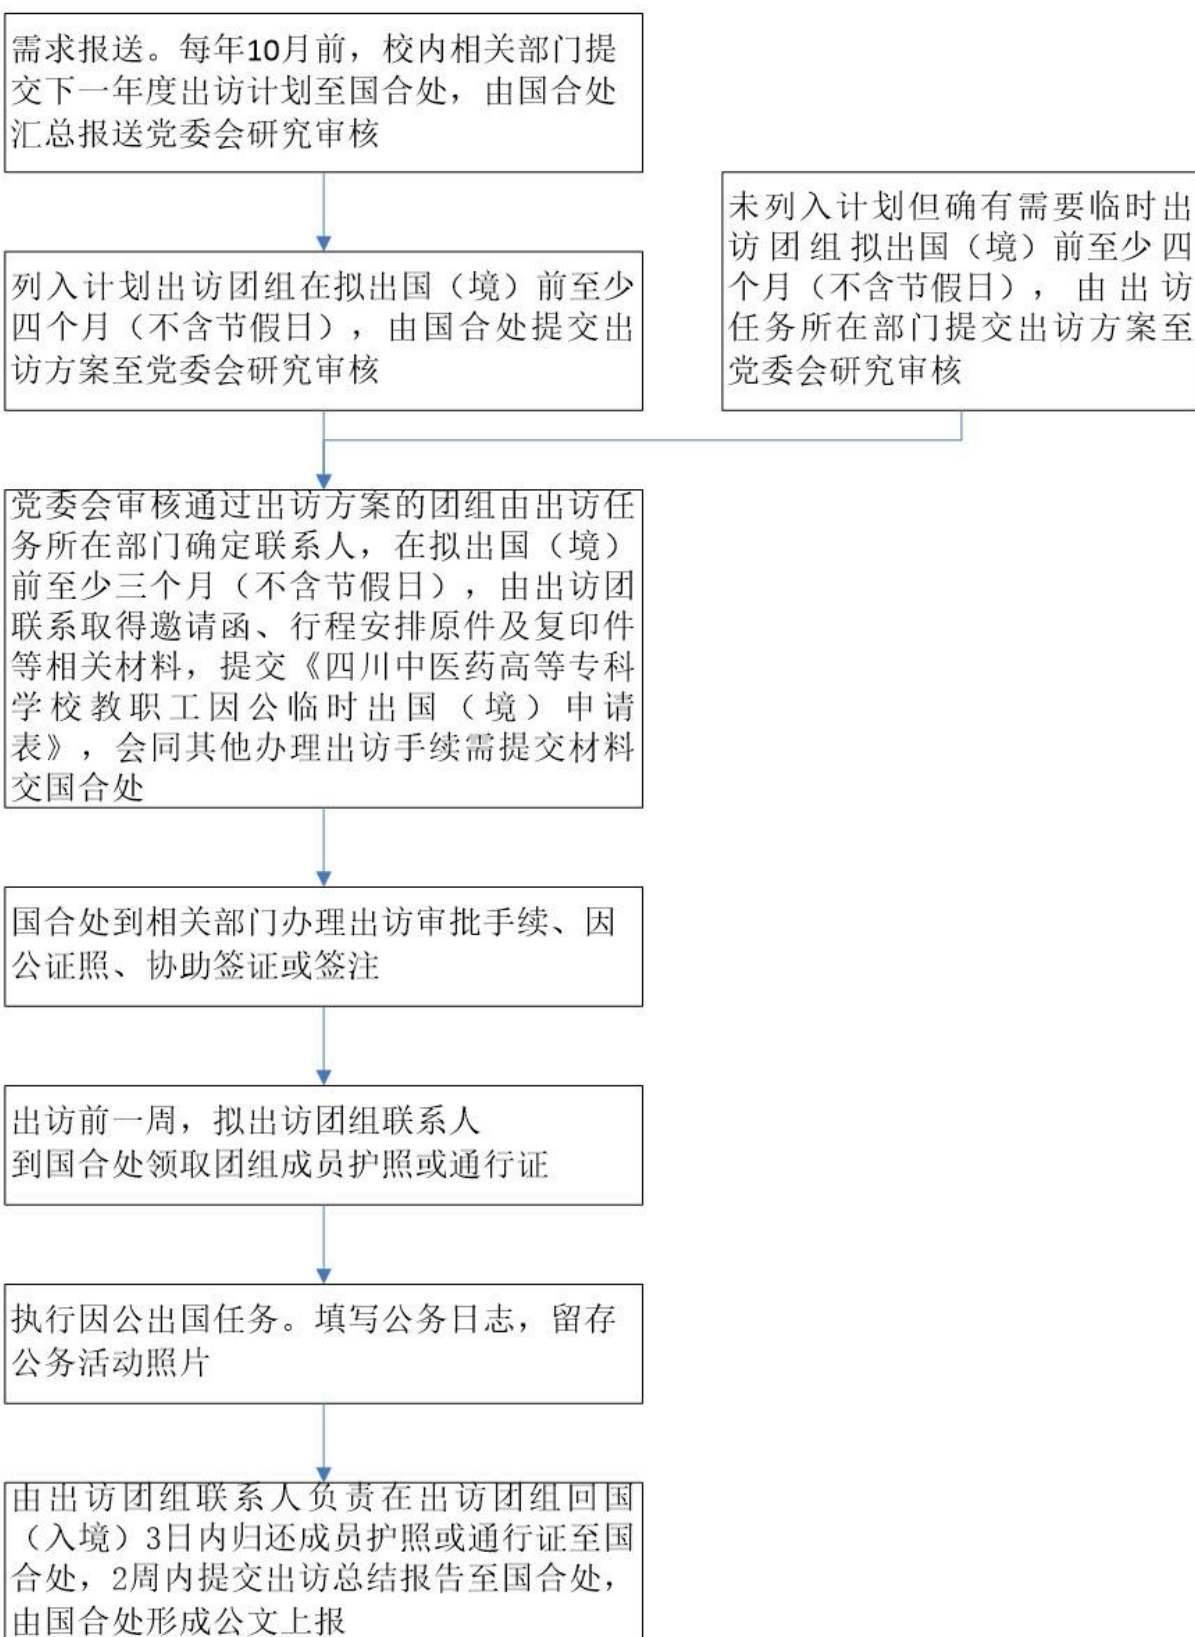 需求报送。每年10月前，校内相关部门提
交下一年度出访计划至国合处，由国合处
汇总报送党委会研究审核
未列入计划但确有需要临时出
访团组拟出国（境）前至少四
个月（不含节假日），由出访
任务所在部门提交出访方案至
党委会研究审核
列入计划出访团组在拟出国（境）前至少
四个月（不含节假日），由国合处提交出
访方案至党委会研究审核
党委会审核通过出访方案的团组由出访任
务所在部门确定联系人，在拟出国（境）
前至少三个月（不含节假日），由出访团
联系取得邀请函、行程安排原件及复印件
等相关材料，提交《四川中医药高等专科
学校教职工因公临时出国（境）申请
表》，会同其他办理出访手续需提交材料
交国合处
国合处到相关部门办理出访审批手续、因
公证照、协助签证或签注
出访前一周，拟出访团组联系人
到国合处领取团组成员护照或通行证
执行因公出国任务。填写公务日志，留存
公务活动照片
由出访团组联系人负责在出访团组回国
（入境）3日内归还成员护照或通行证至国
合处，2周内提交出访总结报告至国合处，
由国合处形成公文上报